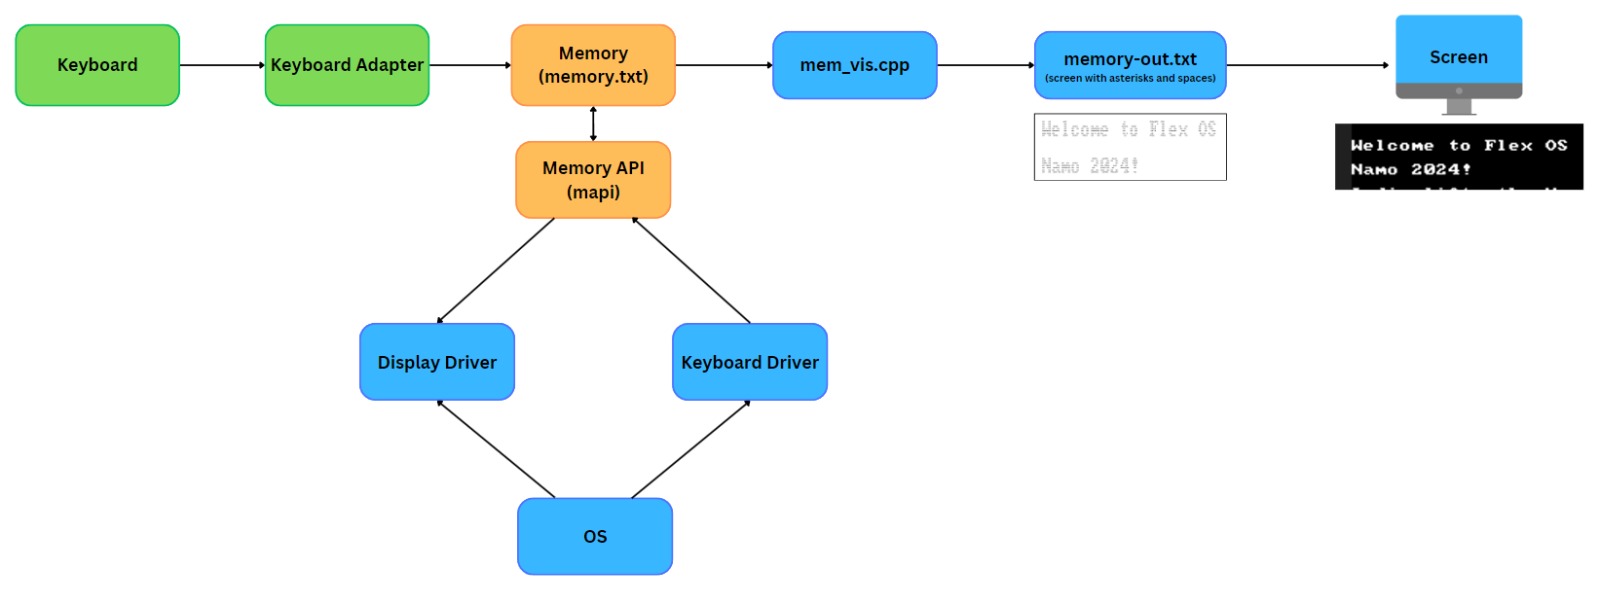 Keyboard
Keyboard Adapter
Memory
(memory.txt)
mem_vis.cpp
memory-out.txt
(screen with asterisks and spaces)
Screen
Welcome to Flex OS
Namo 2024!
Welcome to Flex OS
Namo 2024!
Memory API
(mapi)
Display Driver
Keyboard Driver
OS